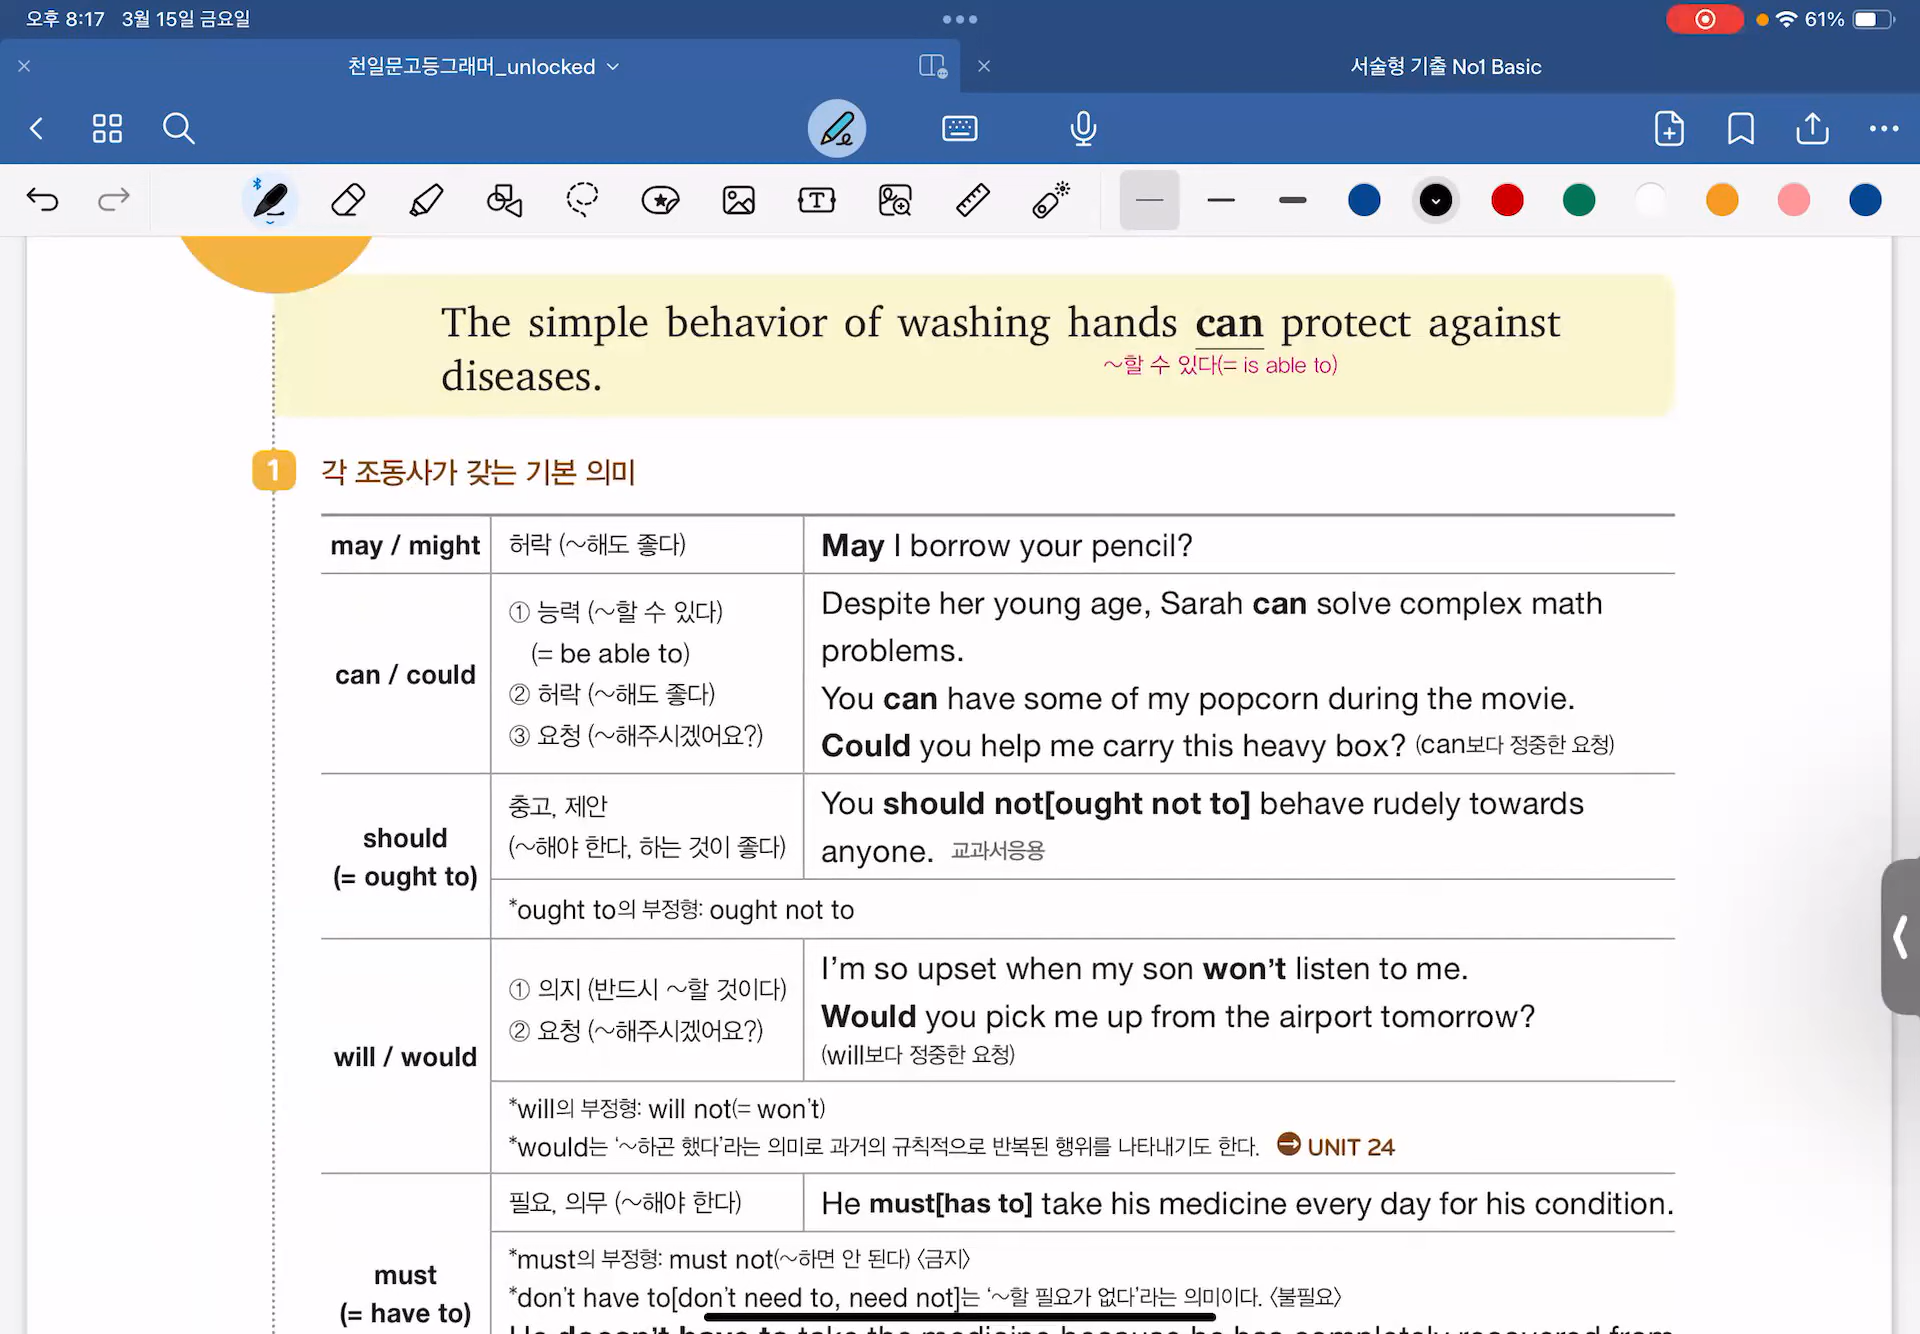 오후 8:17 3월 15일 금요일
61%
천일문고등그래머_unlocked
서술형 기출 No1 Basic
The simple behavior of washing hands can protect against
~할 수 있다(= is able to)
diseases.
1 각 조동사가 갖는 기본 의미
may / might
허락 (~해도 좋다)
May I borrow your pencil?
can / could
① 능력 (~할 수 있다)
(= be able to)
② 허락 (~해도 좋다)
③ 요청 (~해주시겠어요?)
Despite her young age, Sarah can solve complex math
problems.
You can have some of my popcorn during the movie.
Could you help me carry this heavy box? (can보다 정중한 요청)
should
(= ought to)
충고, 제안
(~해야 한다, 하는 것이 좋다)
You should not[ought not to] behave rudely towards
anyone. 교과서응용
*ought to의 부정형: ought not to
will / would
① 의지 (반드시 ~할 것이다)
② 요청 (~해주시겠어요?)
I'm so upset when my son won't listen to me.
Would you pick me up from the airport tomorrow?
(will보다 정중한 요청)
*will의 부정형: will not(= won't)
*would는 '~하곤 했다'라는 의미로 과거의 규칙적으로 반복된 행위를 나타내기도 한다. UNIT 24
must
(= have to)
필요, 의무 (~해야 한다)
He must[has to] take his medicine every day for his condition.
*must의 부정형: must not(~하면 안 된다) 〈금지〉
*don't have to[don't need to, need not]는 '~할 필요가 없다'라는 의미이다. 〈불필요〉
He doesn't have to take the medicine because he has completely recovered from